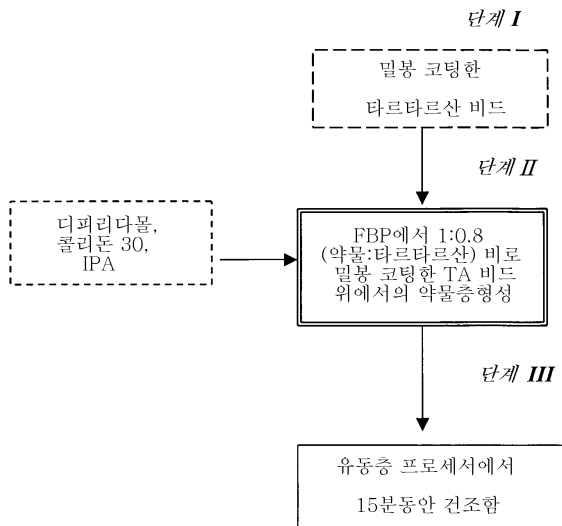 단계 I
밀봉 코팅한
타르타르산 비드
단계 II
디피리다몰,
콜리돈 30,
IPA
FBP에서 1:0.8
(약물:타르타르산) 비로
밀봉 코팅한 TA 비드
위에서의 약물층형성
단계 III
유동층 프로세서에서
15분동안 건조함